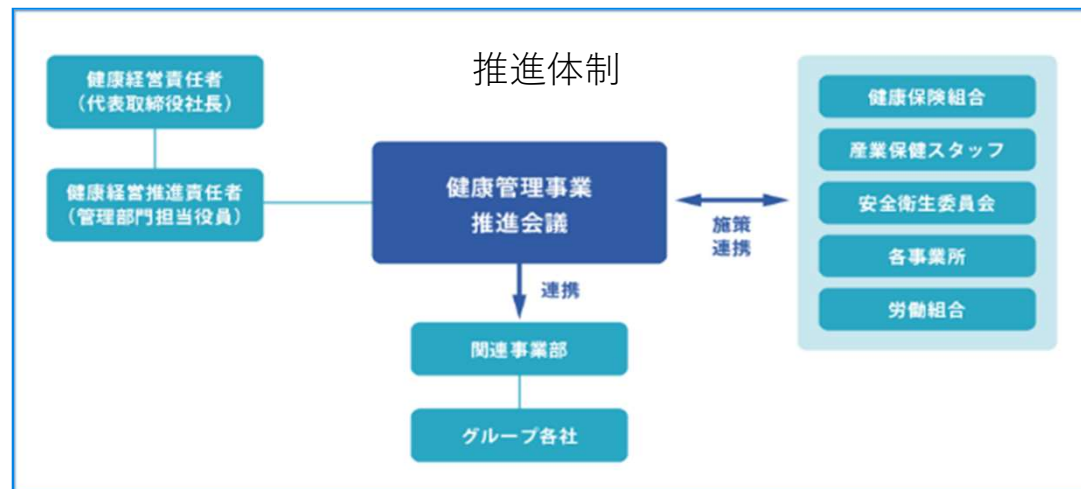 推進体制
健康経営責任者
（代表取締役社長）
健康経営推進責任者
（管理部門担当役員）
健康管理事業
推進会議
施策
連携
健康保険組合
産業保健スタッフ
安全衛生委員会
各事業所
労働組合
連携
関連事業部
グループ各社